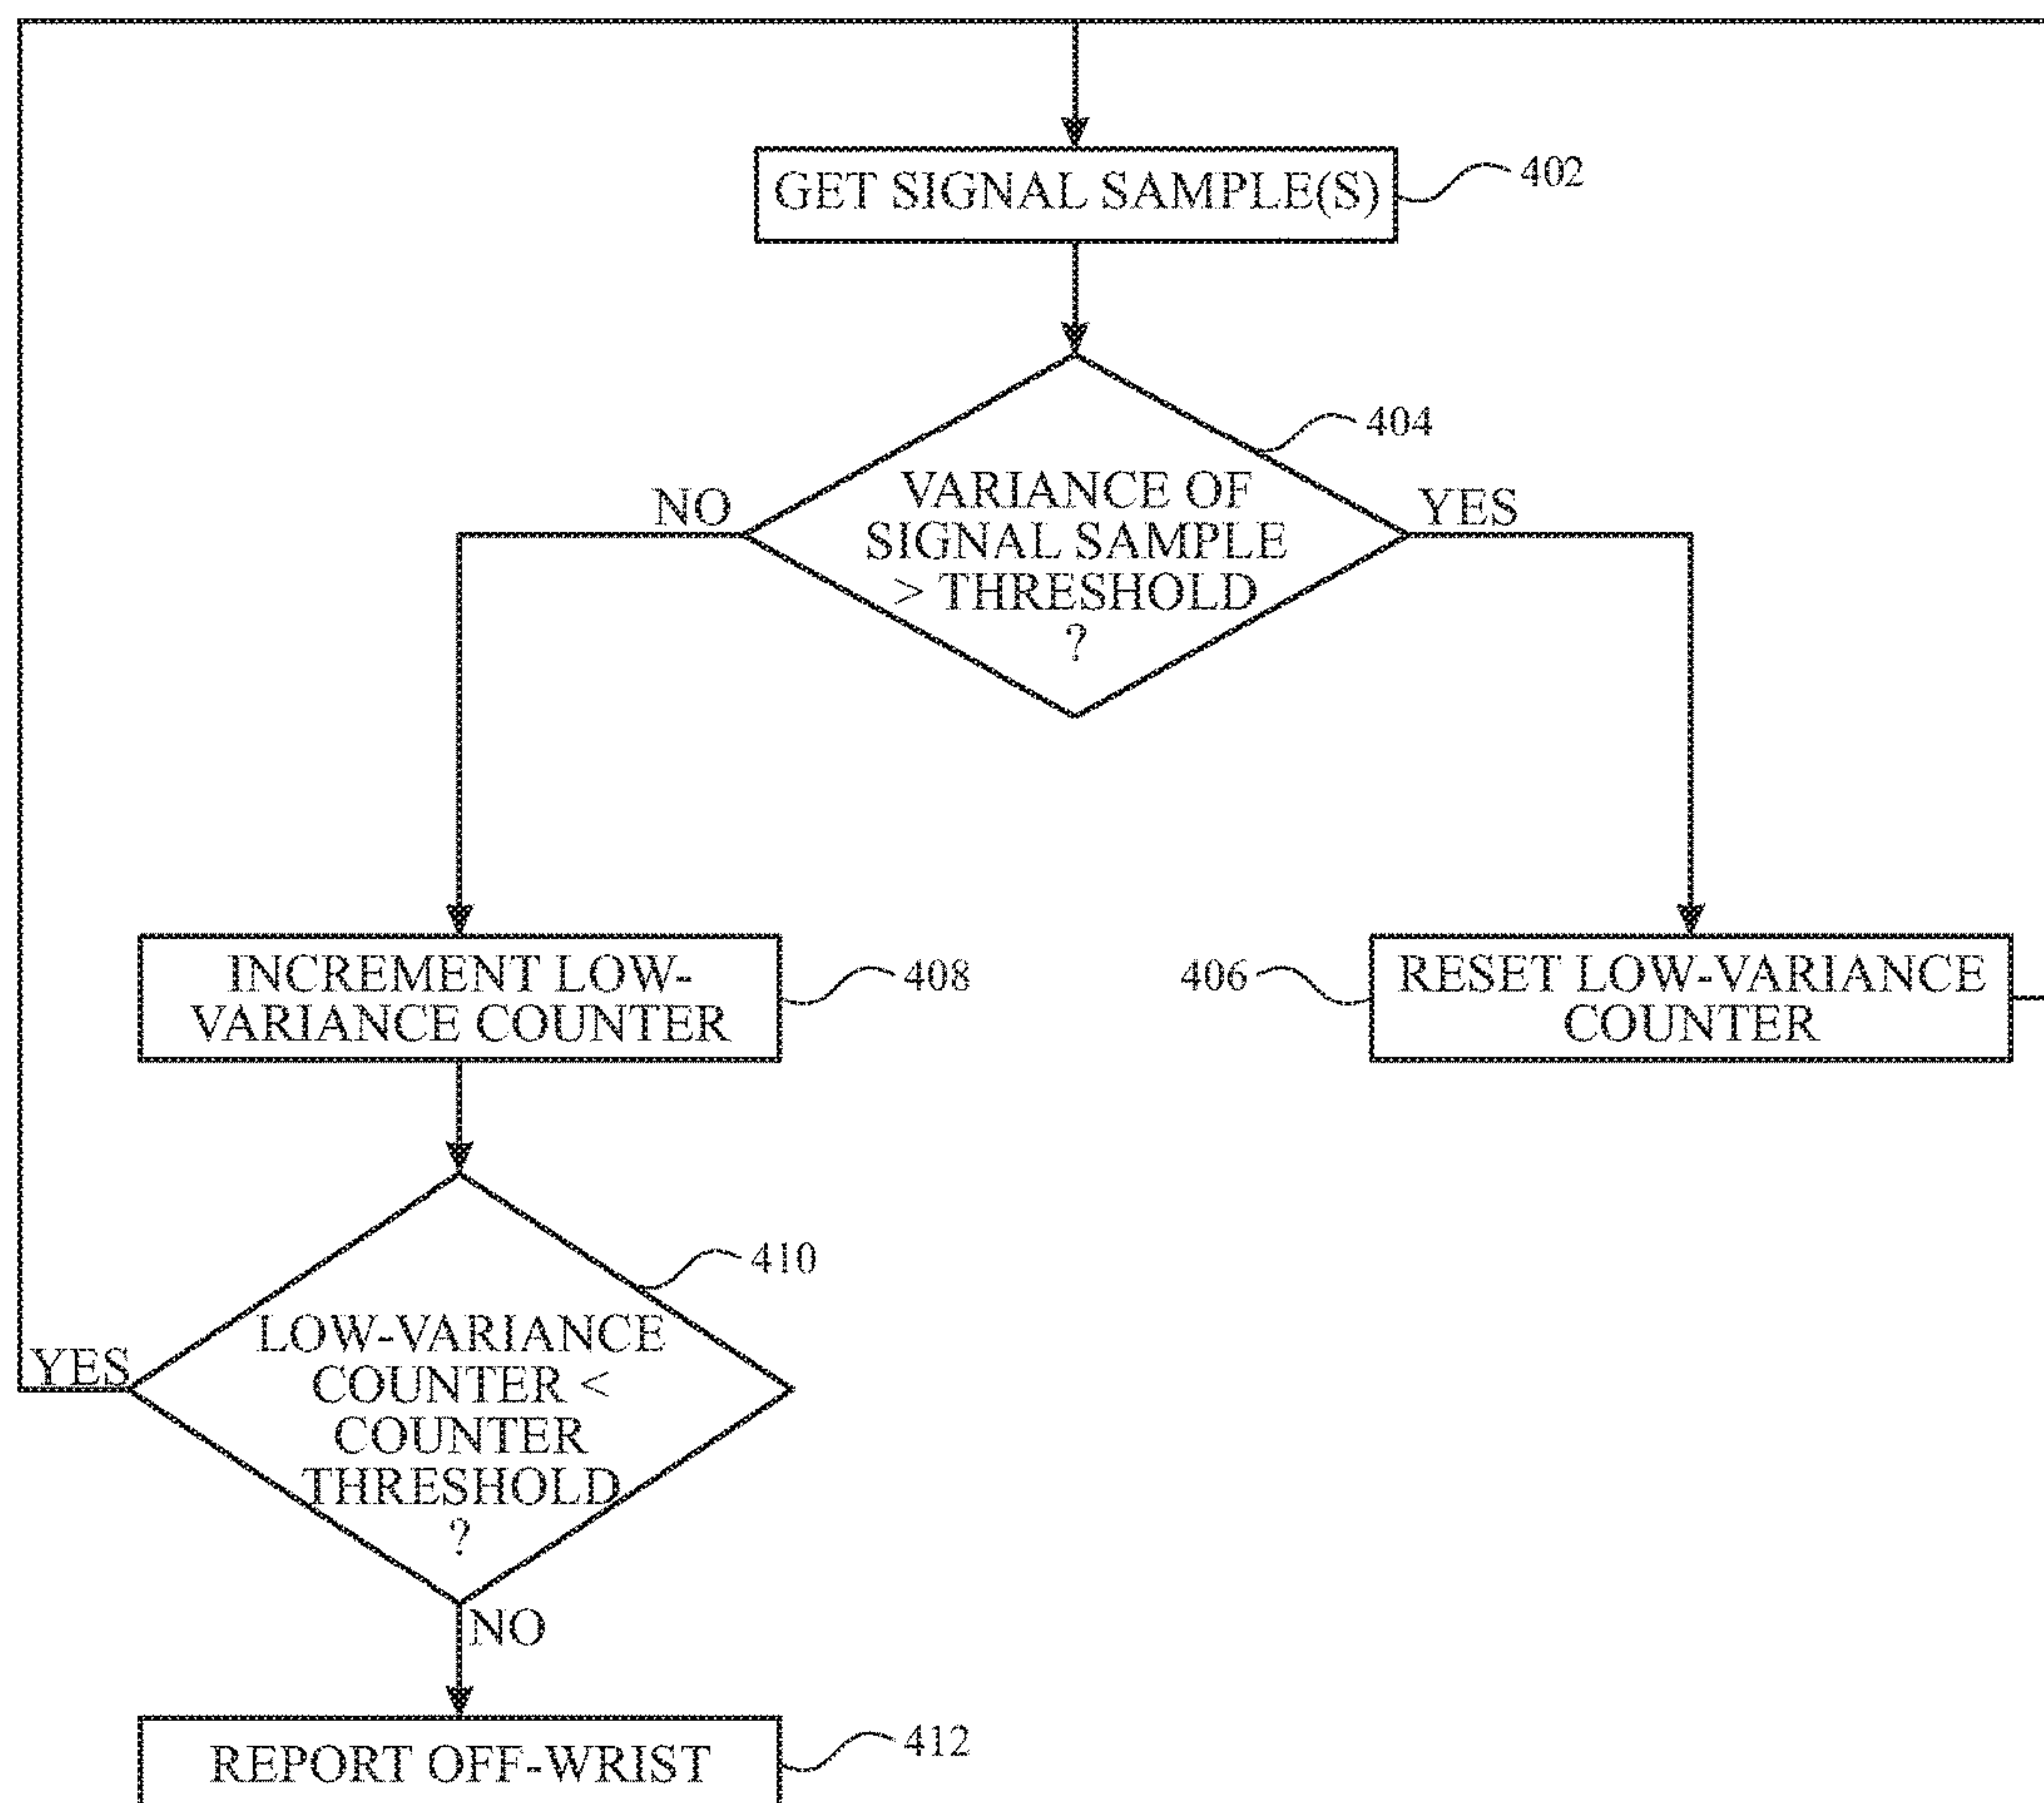 GET SIGNAL SAMPLE(S)
402
404
VARIANCE OF
SIGNAL SAMPLE
> THRESHOLD
?
NO
YES
INCREMENT LOW-
VARIANCE COUNTER
408
406
RESET LOW-VARIANCE
COUNTER
410
LOW-VARIANCE
COUNTER <
COUNTER
THRESHOLD
?
YES
NO
REPORT OFF-WRIST
412